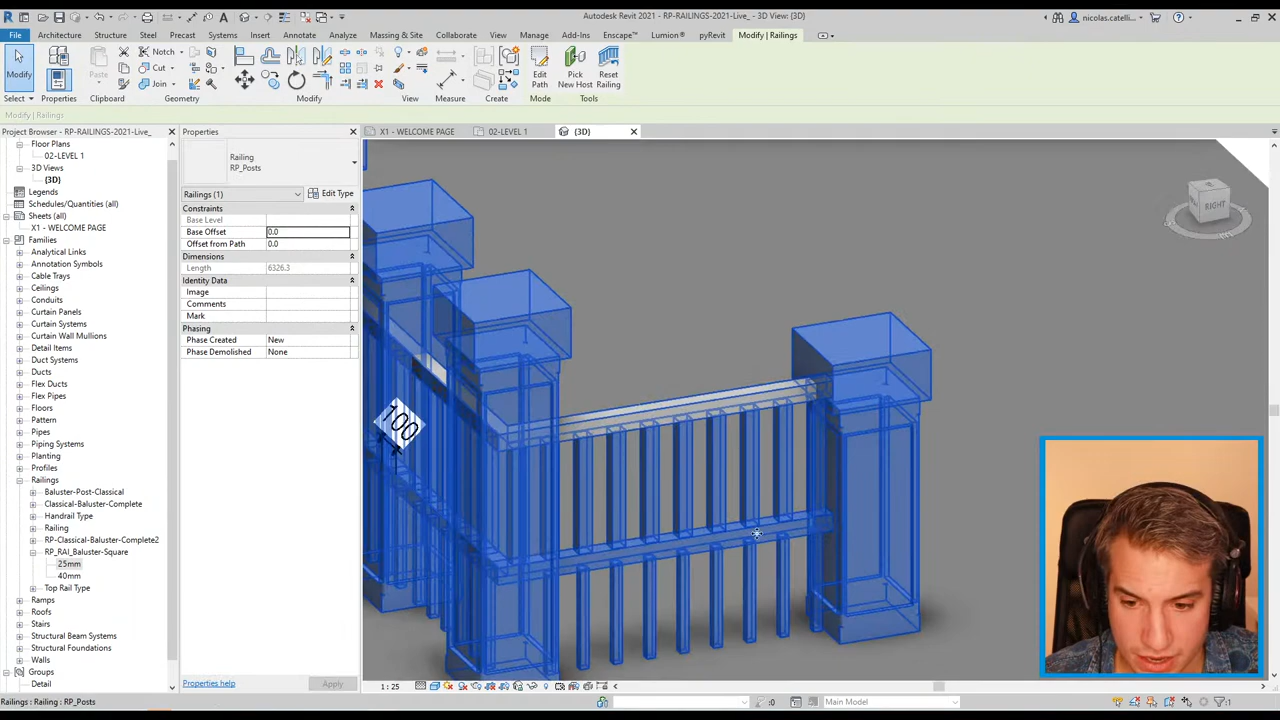 Autodesk Revit 2021 - RP-RAILINGS-2021-Live_ - 3D View: {3D}
nicolas.catelli...
File Architecture Structure Steel Precast Systems Insert Annotate Analyze Massing & Site Collaborate View Manage Add-Ins Enscape™ Lumion® pyRevit Modify | Railings
Modify
Properties
Paste
Notch
Cut
Join
Edit Path
Pick New Host
Reset Railing
Select Properties Clipboard Geometry Modify View Measure Create Mode Tools
Modify | Railings
Project Browser - RP-RAILINGS-2021-Live_
Floor Plans
02-LEVEL 1
3D Views
{3D}
Legends
Schedules/Quantities (all)
Sheets (all)
X1 - WELCOME PAGE
Families
Analytical Links
Annotation Symbols
Cable Trays
Ceilings
Conduits
Curtain Panels
Curtain Systems
Curtain Wall Mullions
Detail Items
Duct Systems
Ducts
Flex Ducts
Flex Pipes
Floors
Pattern
Pipes
Piping Systems
Planting
Profiles
Railings
Baluster-Post-Classical
Classical-Baluster-Complete
Handrail Type
Railing
RP-Classical-Baluster-Complete2
RP_RAI_Baluster-Square
25mm
40mm
Top Rail Type
Ramps
Roofs
Stairs
Structural Beam Systems
Structural Foundations
Walls
Groups
Detail
Properties
Railing
RP_Posts
Railings (1)
Edit Type
Constraints
Base Level
Base Offset 0.0
Offset from Path 0.0
Dimensions
Length 6326.3
Identity Data
Image
Comments
Mark
Phasing
Phase Created New
Phase Demolished None
Properties help
Apply
X1 - WELCOME PAGE
02-LEVEL 1
{3D}
RIGHT
100
1 : 25
Railings : Railing : RP_Posts
:0
Main Model
:1